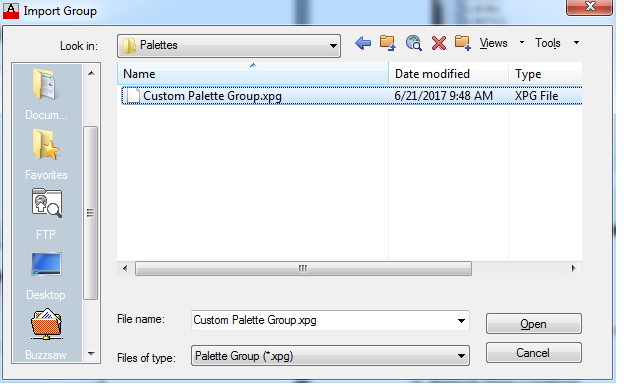 Import Group
Look in: Palettes Views Tools
Name Date modified Type
Custom Palette Group.xpg 6/21/2017 9:48 AM XPG File
Docum...
Favorites
FTP
Desktop
Buzzsaw
File name: Custom Palette Group.xpg Open
Files of type: Palette Group (*.xpg) Cancel